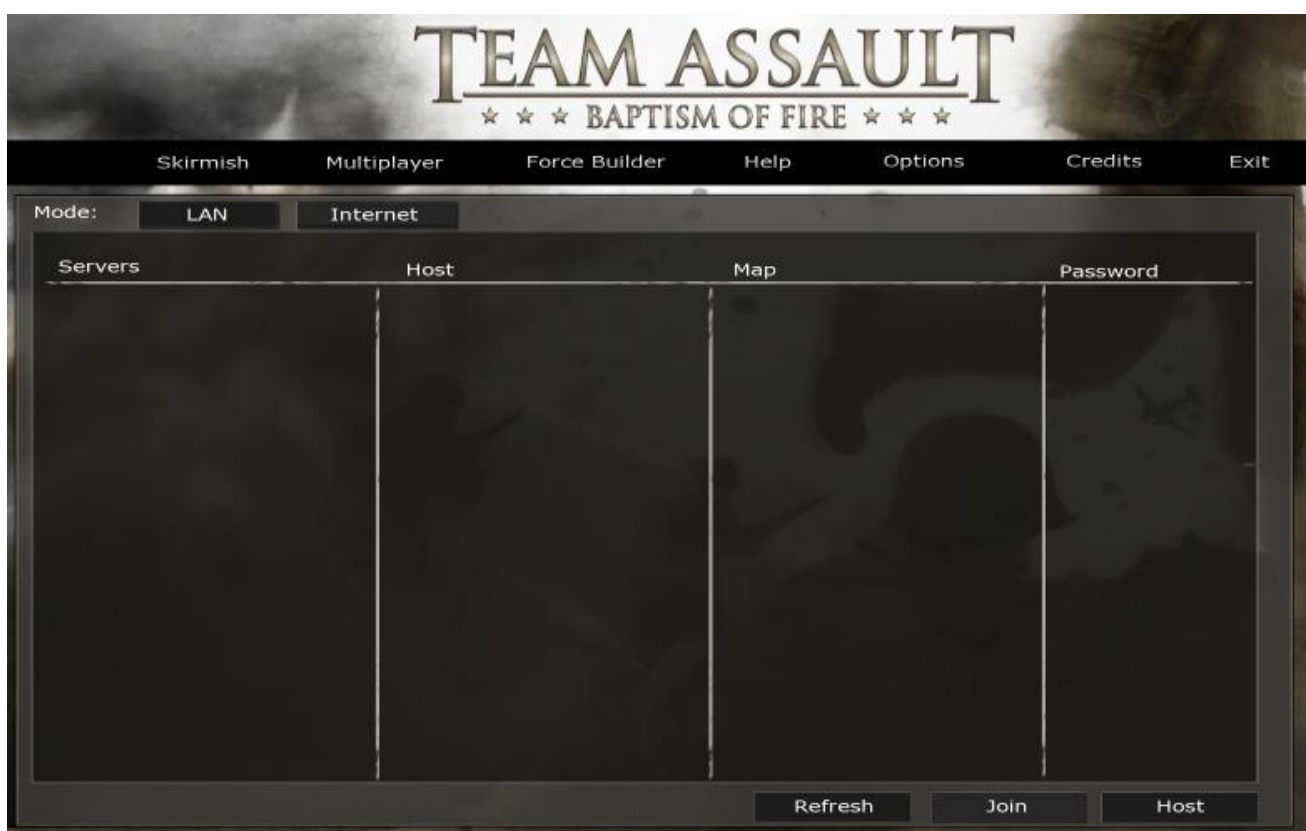 TEAM ASSAULT
BAPTISM OF FIRE
Skirmish Multiplayer Force Builder Help Options Credits Exit
Mode: LAN Internet
Servers Host Map Password
Refresh Join Host